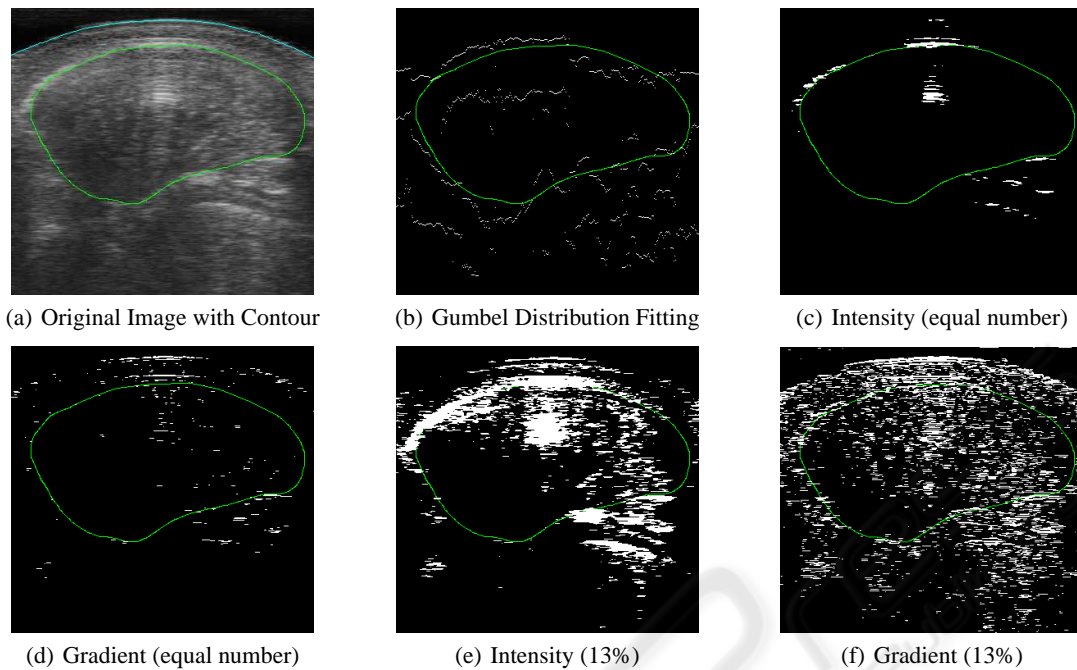 (a) Original Image with Contour
(b) Gumbel Distribution Fitting
(c) Intensity (equal number)
(d) Gradient (equal number)
(e) Intensity (13%)
(f) Gradient (13%)